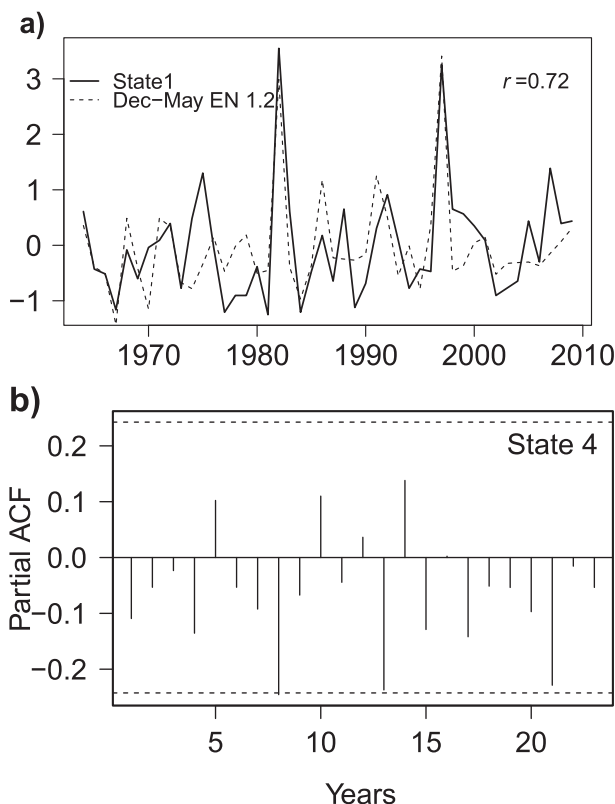 a)
3
2
1
0
−1
State1
Dec−May EN 1.2
r=0.72
1970 1980 1990 2000 2010
b)
State 4
Partial ACF
0.2
0.1
0.0
−0.1
−0.2
5 10 15 20
Years